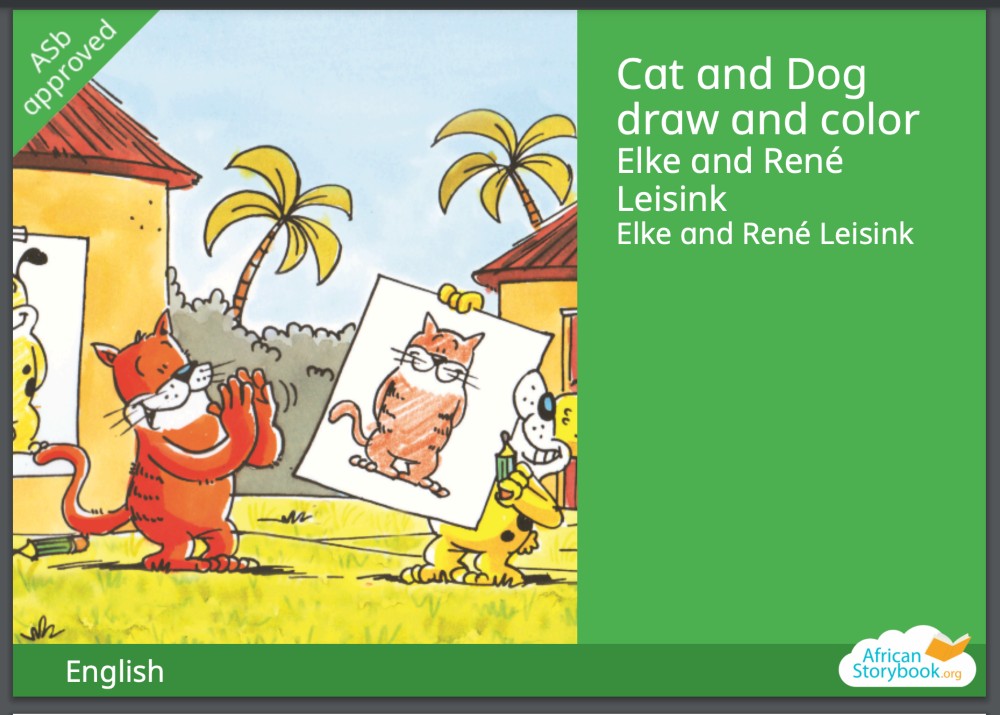 ASb
approved
Cat and Dog
draw and color
Elke and René
Leisink
Elke and René Leisink
English
African
Storybook.org